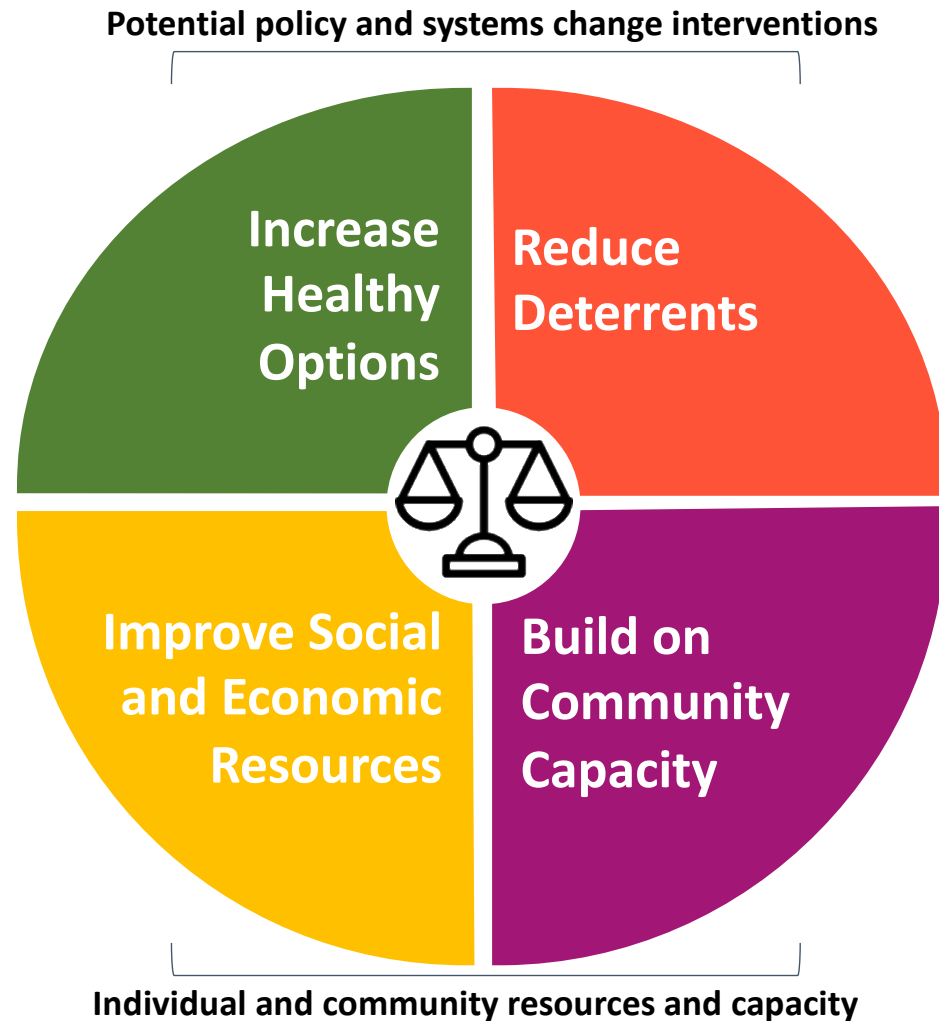 Potential policy and systems change interventions
Increase
Healthy
Options
Reduce
Deterrents
Improve Social
and Economic
Resources
Build on
Community
Capacity
Individual and community resources and capacity